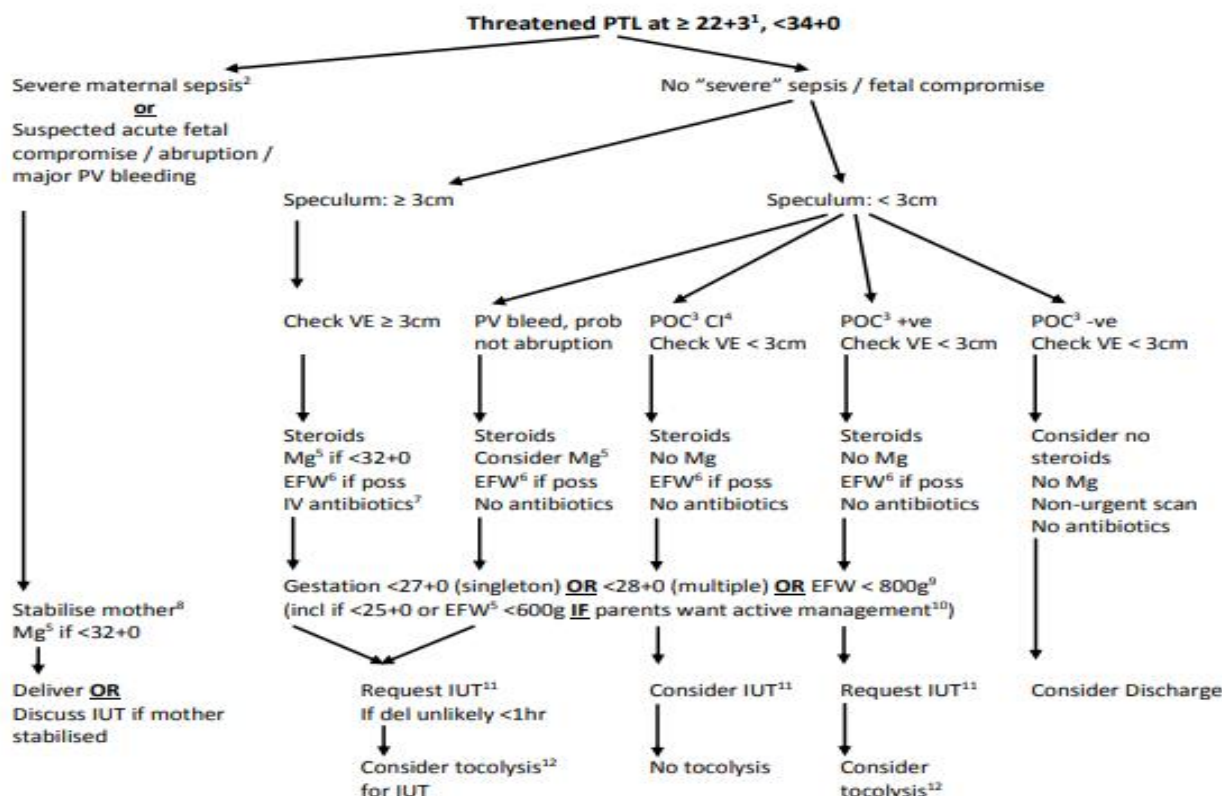 Threatened PTL at ≥ 22+3¹, <34+0
Severe maternal sepsis²
or
Suspected acute fetal
compromise / abruption /
major PV bleeding
No “severe” sepsis / fetal compromise
Speculum: ≥ 3cm
Speculum: < 3cm
Check VE ≥ 3cm
PV bleed, prob
not abruption
POC³ CI⁴
Check VE < 3cm
POC³ +ve
Check VE < 3cm
POC³ -ve
Check VE < 3cm
Steroids
Mg⁵ if <32+0
EFW⁶ if poss
IV antibiotics⁷
Steroids
Consider Mg⁵
EFW⁶ if poss
No antibiotics
Steroids
No Mg
EFW⁶ if poss
No antibiotics
Steroids
No Mg
EFW⁶ if poss
No antibiotics
Consider no
steroids
No Mg
Non-urgent scan
No antibiotics
Gestation <27+0 (singleton) OR <28+0 (multiple) OR EFW < 800g⁹
(incl if <25+0 or EFW⁵ <600g IF parents want active management¹⁰)
Stabilise mother⁸
Mg⁵ if <32+0
Deliver OR
Discuss IUT if mother
stabilised
Request IUT¹¹
If del unlikely <1hr
Consider IUT¹¹
Request IUT¹¹
Consider Discharge
Consider tocolysis¹²
for IUT
No tocolysis
Consider
tocolysis¹²